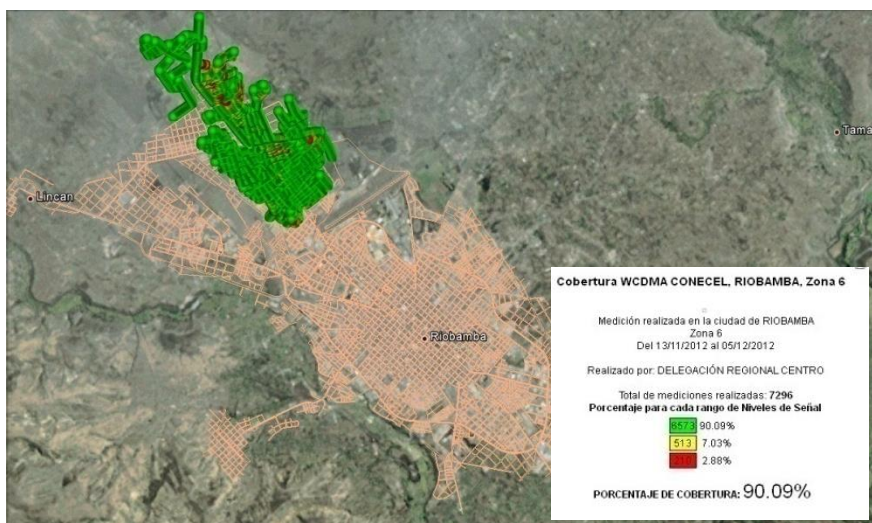 Tama
Lincan
Riobamba
Cobertura WCDMA CONECEL, RIOBAMBA, Zona 6
Medición realizada en la ciudad de RIOBAMBA
Zona 6
Del 13/11/2012 al 05/12/2012
Realizado por: DELEGACIÓN REGIONAL CENTRO
Total de mediciones realizadas: 7296
Porcentaje para cada rango de Niveles de Señal
6573 90.09%
513 7.03%
210 2.88%
PORCENTAJE DE COBERTURA: 90.09%